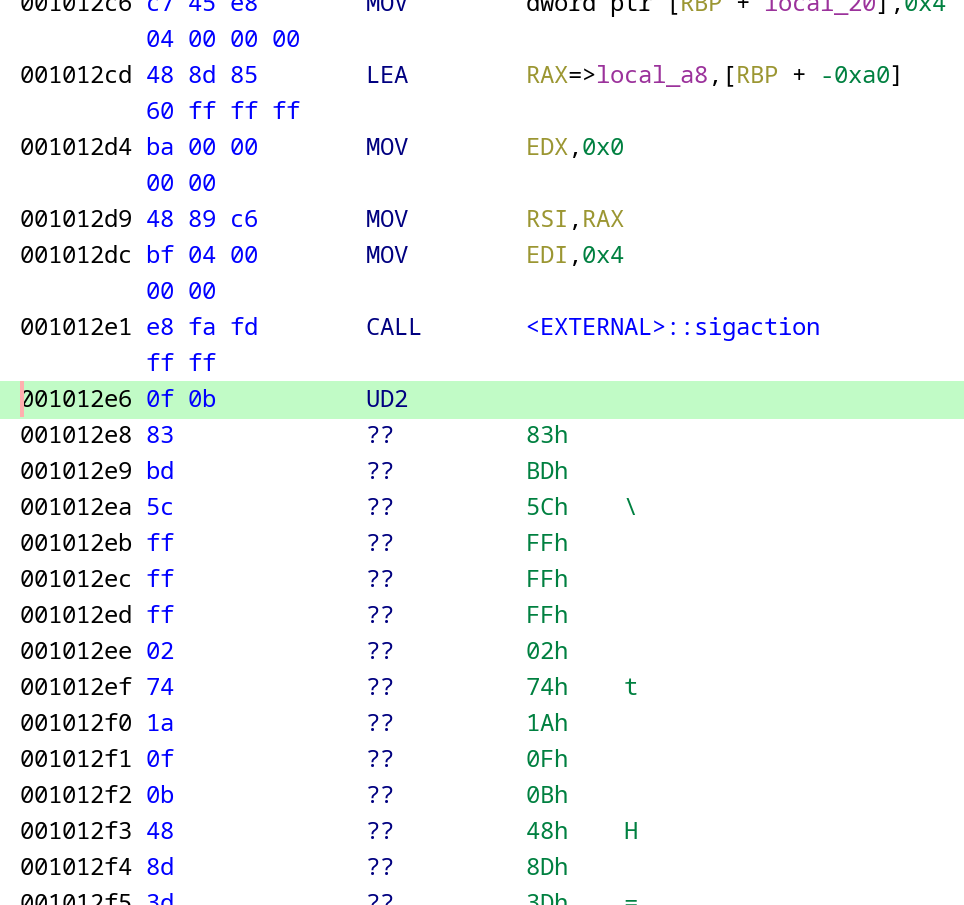 001012c6 c7 45 e8 MOV dword ptr [RBP + local_20],0x4
04 00 00 00
001012cd 48 8d 85 LEA RAX=>local_a8,[RBP + -0xa0]
60 ff ff ff
001012d4 ba 00 00 MOV EDX,0x0
00 00
001012d9 48 89 c6 MOV RSI,RAX
001012dc bf 04 00 MOV EDI,0x4
00 00
001012e1 e8 fa fd CALL <EXTERNAL>::sigaction
ff ff
001012e6 0f 0b UD2
001012e8 83 ?? 83h
001012e9 bd ?? BDh
001012ea 5c ?? 5Ch \
001012eb ff ?? FFh
001012ec ff ?? FFh
001012ed ff ?? FFh
001012ee 02 ?? 02h
001012ef 74 ?? 74h t
001012f0 1a ?? 1Ah
001012f1 0f ?? 0Fh
001012f2 0b ?? 0Bh
001012f3 48 ?? 48h H
001012f4 8d ?? 8Dh
001012f5 3d ?? 3Dh =